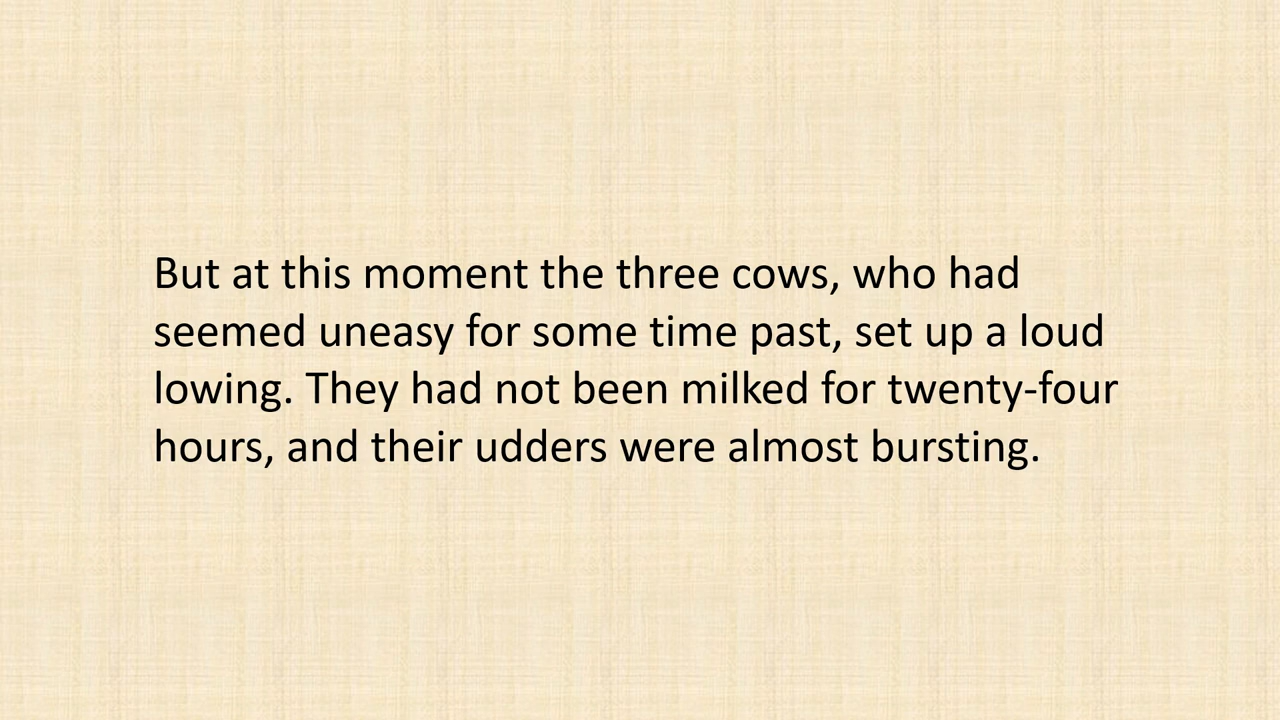 But at this moment the three cows, who had
seemed uneasy for some time past, set up a loud
lowing. They had not been milked for twenty-four
hours, and their udders were almost bursting.